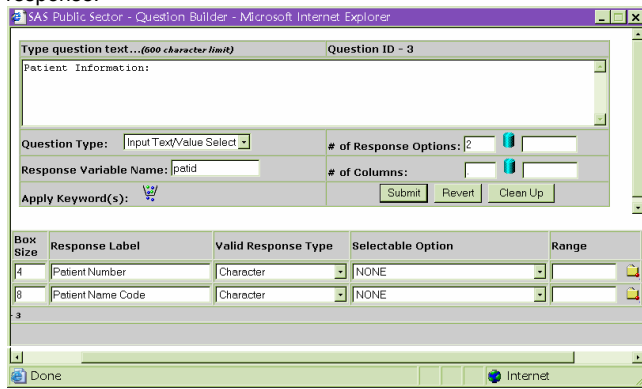 response.
SAS Public Sector - Question Builder - Microsoft Internet Explorer
Type question text...(600 character limit) Question ID - 3
Patient Information:
Question Type: Input Text/Value Select # of Response Options: 2
Response Variable Name: patid # of Columns: .
Apply Keyword(s): Submit Revert Clean Up
Box Size Response Label Valid Response Type Selectable Option Range
4 Patient Number Character NONE
8 Patient Name Code Character NONE
- 3
Done Internet